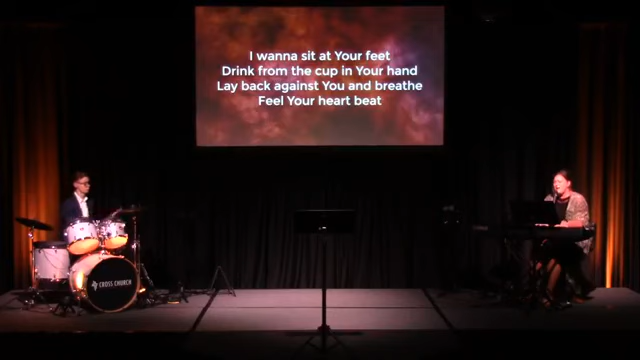 I wanna sit at Your feet
Drink from the cup in Your hand
Lay back against You and breathe
Feel Your heart beat
CROSS CHURCH